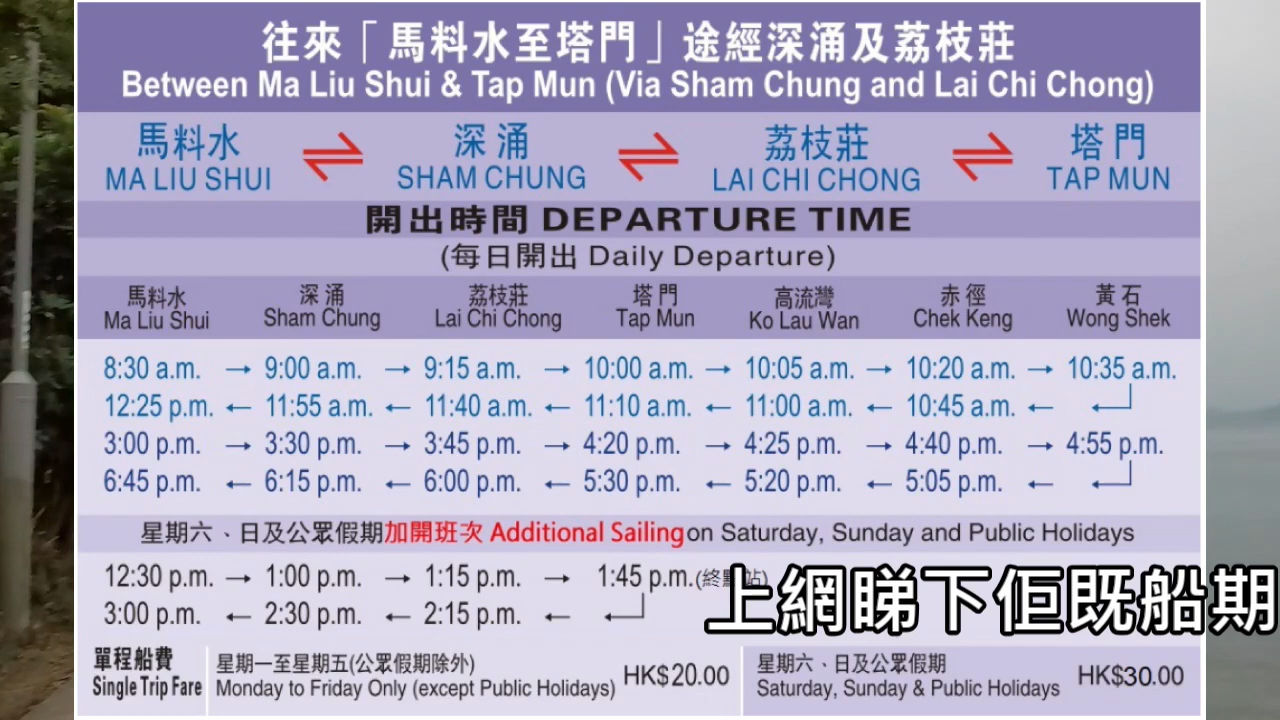 往來「馬料水至塔門」途經深涌及荔枝莊
Between Ma Liu Shui & Tap Mun (Via Sham Chung and Lai Chi Chong)
馬料水 ⇌ 深涌 ⇌ 荔枝莊 ⇌ 塔門
MA LIU SHUI SHAM CHUNG LAI CHI CHONG TAP MUN
開出時間 DEPARTURE TIME
(每日開出 Daily Departure)
馬料水 深涌 荔枝莊 塔門 高流灣 赤徑 黃石
Ma Liu Shui Sham Chung Lai Chi Chong Tap Mun Ko Lau Wan Chek Keng Wong Shek
8:30 a.m. → 9:00 a.m. → 9:15 a.m. → 10:00 a.m. → 10:05 a.m. → 10:20 a.m. → 10:35 a.m.
12:25 p.m. ← 11:55 a.m. ← 11:40 a.m. ← 11:10 a.m. ← 11:00 a.m. ← 10:45 a.m. ←
3:00 p.m. → 3:30 p.m. → 3:45 p.m. → 4:20 p.m. → 4:25 p.m. → 4:40 p.m. → 4:55 p.m.
6:45 p.m. ← 6:15 p.m. ← 6:00 p.m. ← 5:30 p.m. ← 5:20 p.m. ← 5:05 p.m. ←
星期六、日及公眾假期加開班次 Additional Sailing on Saturday, Sunday and Public Holidays
12:30 p.m. → 1:00 p.m. → 1:15 p.m. → 1:45 p.m.
3:00 p.m. ← 2:30 p.m. ← 2:15 p.m. ←
上網睇下佢既船期
單程船費
Single Trip Fare
星期一至星期五(公眾假期除外)
Monday to Friday Only (except Public Holidays) HK$20.00
星期六、日及公眾假期
Saturday, Sunday & Public Holidays HK$30.00